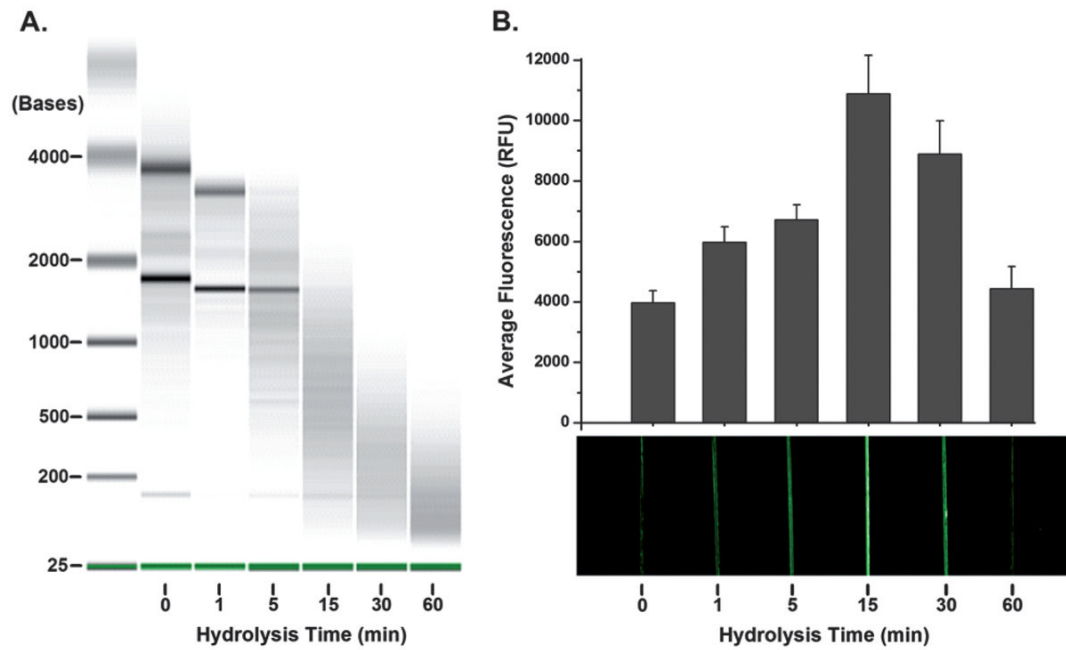 A.
(Bases)
4000
2000
1000
500
200
25
0 1 5 15 30 60
Hydrolysis Time (min)
B.
Average Fluorescence (RFU)
12000
10000
8000
6000
4000
2000
0
0 1 5 15 30 60
Hydrolysis Time (min)